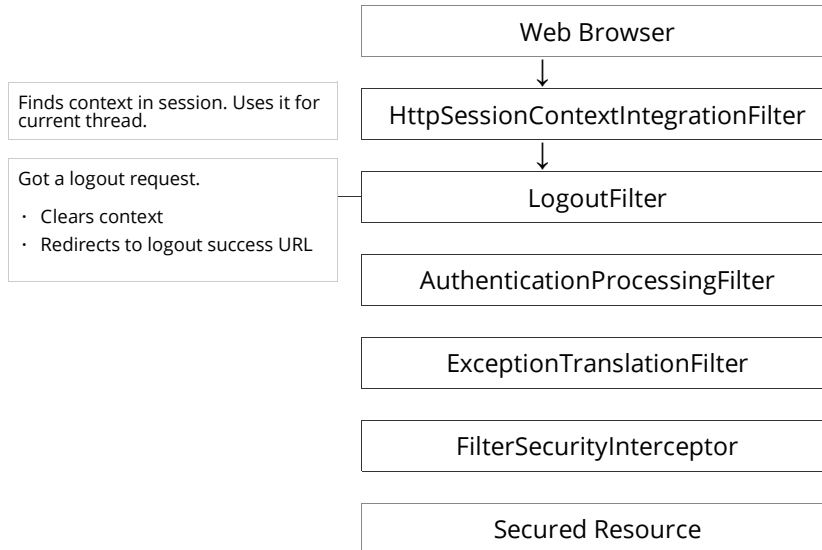 Web Browser
Finds context in session. Uses it for
current thread.
HttpSessionContextIntegrationFilter
Got a logout request.
· Clears context
· Redirects to logout success URL
LogoutFilter
AuthenticationProcessingFilter
ExceptionTranslationFilter
FilterSecurityInterceptor
Secured Resource